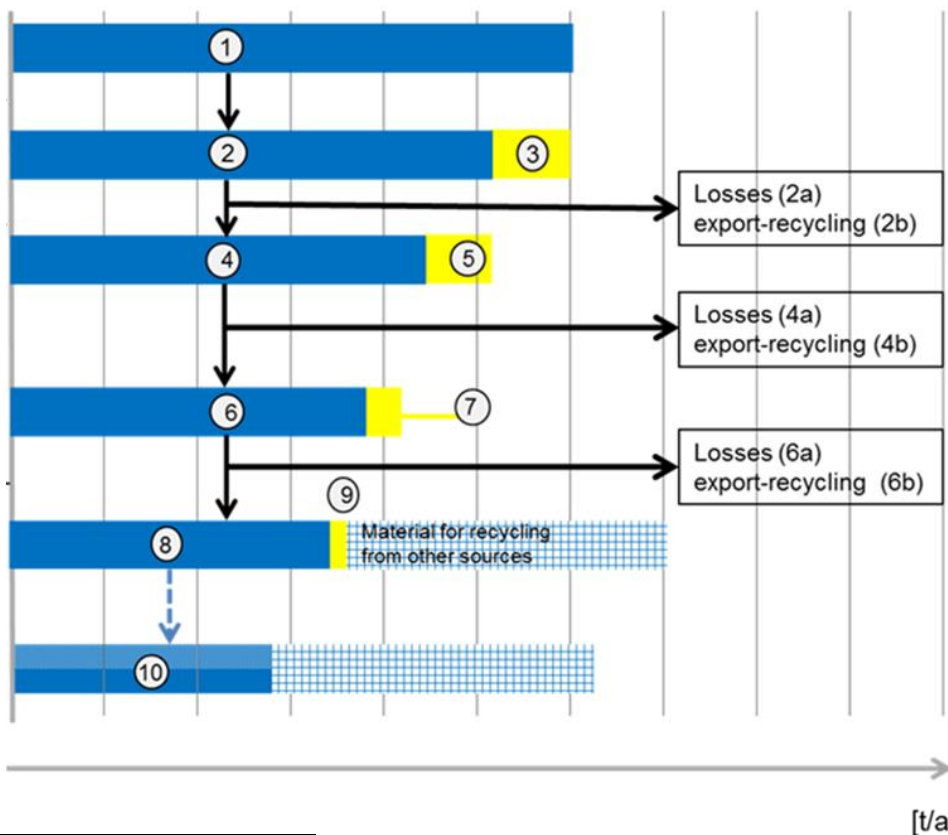 1
2
3
Losses (2a)
export-recycling (2b)
4
5
Losses (4a)
export-recycling (4b)
6
7
Losses (6a)
export-recycling (6b)
9
8
Material for recycling
from other sources
10
[t/a